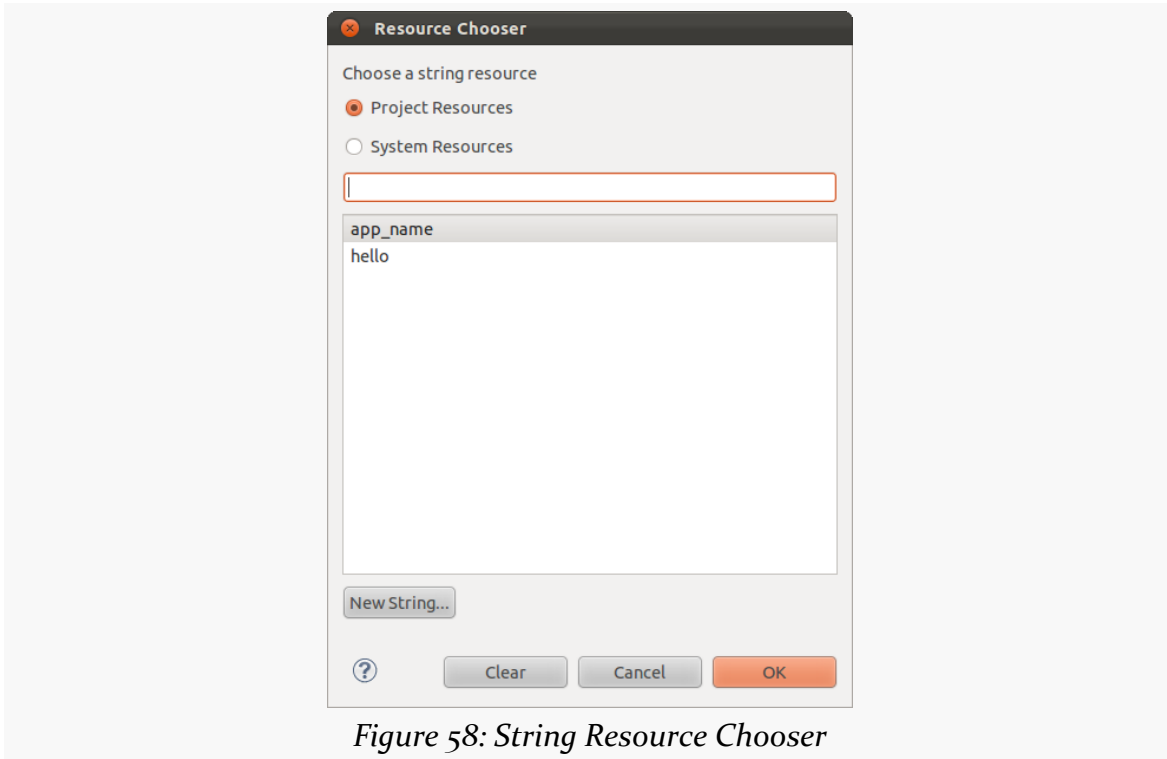 Resource Chooser
Choose a string resource
Project Resources
System Resources
app_name
hello
New String...
? Clear Cancel OK
Figure 58: String Resource Chooser